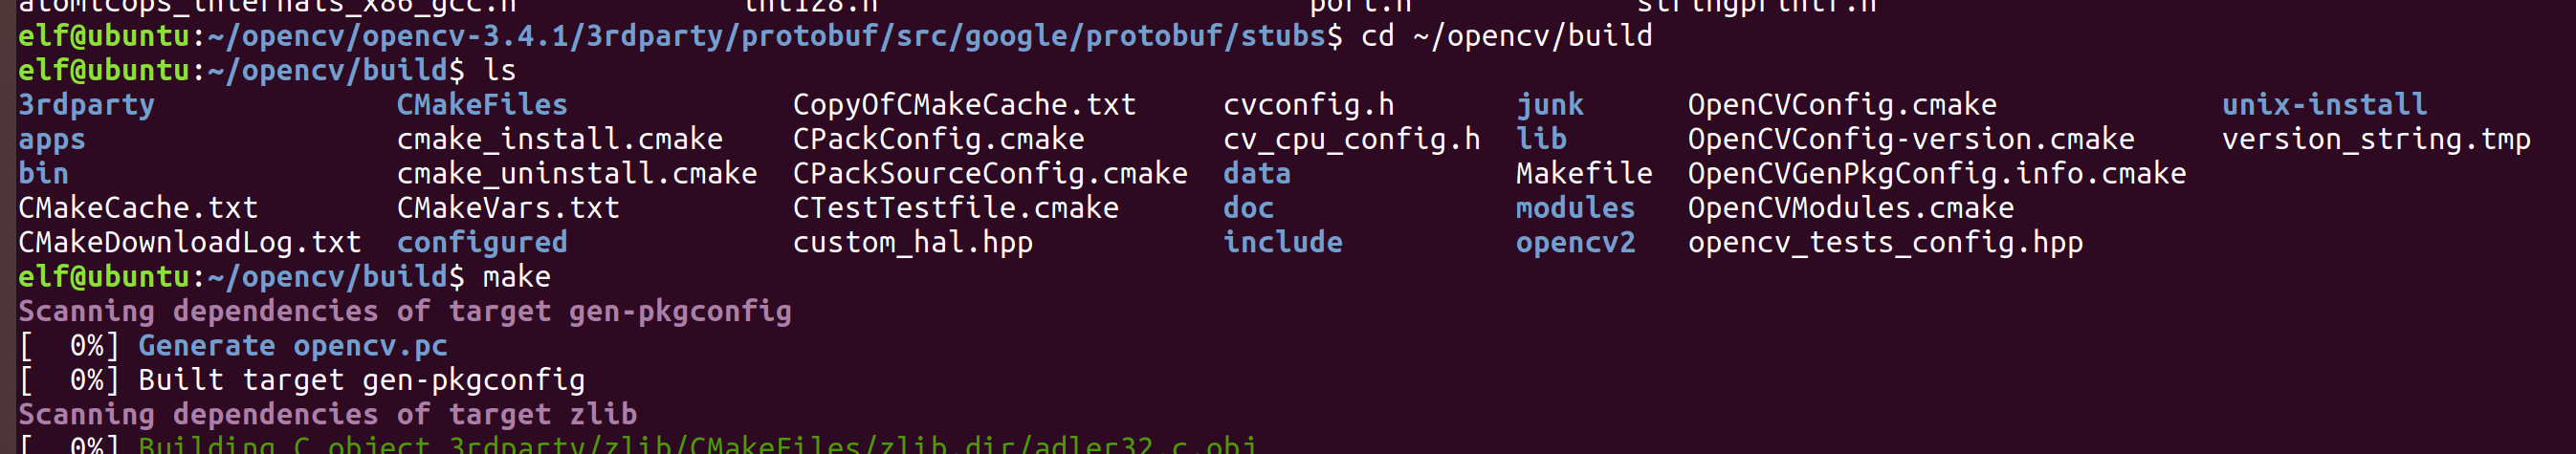 atomicops_internals_x86_gcc.h int128.h port.h stringprintf.h
elf@ubuntu:~/opencv/opencv-3.4.1/3rdparty/protobuf/src/google/protobuf/stubs$ cd ~/opencv/build
elf@ubuntu:~/opencv/build$ ls
3rdparty CMakeFiles CopyOfCMakeCache.txt cvconfig.h junk OpenCVConfig.cmake unix-install
apps cmake_install.cmake CPackConfig.cmake cv_cpu_config.h lib OpenCVConfig-version.cmake version_string.tmp
bin cmake_uninstall.cmake CPackSourceConfig.cmake data Makefile OpenCVGenPkgConfig.info.cmake
CMakeCache.txt CMakeVars.txt CTestTestfile.cmake doc modules OpenCVModules.cmake
CMakeDownloadLog.txt configured custom_hal.hpp include opencv2 opencv_tests_config.hpp
elf@ubuntu:~/opencv/build$ make
Scanning dependencies of target gen-pkgconfig
[  0%] Generate opencv.pc
[  0%] Built target gen-pkgconfig
Scanning dependencies of target zlib
[  0%] Building C object 3rdparty/zlib/CMakeFiles/zlib.dir/adler32.c.obj